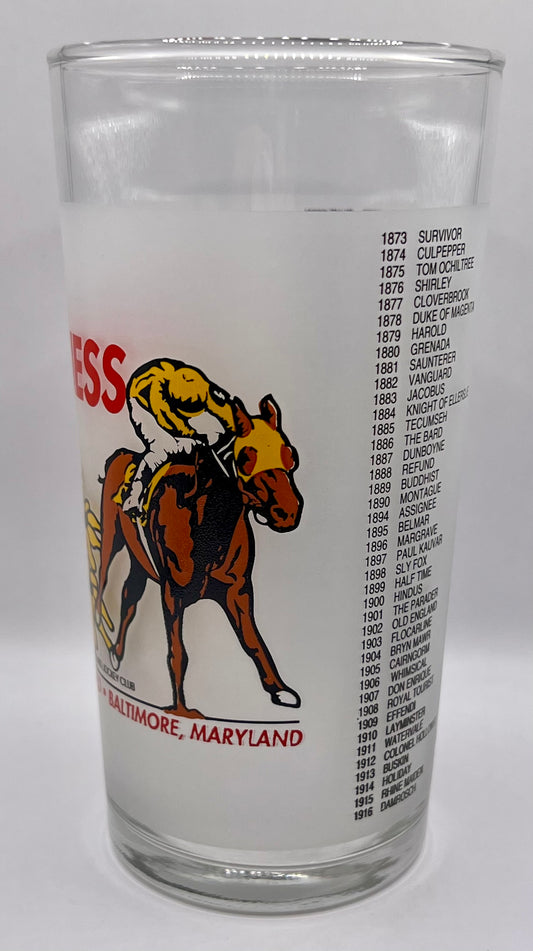 ESS
JOCKEY CLUB
• BALTIMORE, MARYLAND
1873 SURVIVOR
1874 CULPEPPER
1875 TOM OCHILTREE
1876 SHIRLEY
1877 CLOVERBROOK
1878 DUKE OF MAGENTA
1879 HAROLD
1880 GRENADA
1881 SAUNTERER
1882 VANGUARD
1883 JACOBUS
1884 KNIGHT OF ELLERSLIE
1885 TECUMSEH
1886 THE BARD
1887 DUNBOYNE
1888 REFUND
1889 BUDDHIST
1890 MONTAGUE
1894 ASSIGNEE
1895 BELMAR
1896 MARGRAVE
1897 PAUL KAUVAR
1898 SLY FOX
1899 HALF TIME
1900 HINDUS
1901 THE PARADER
1902 OLD ENGLAND
1903 FLOCARLINE
1904 BRYN MAWR
1905 CAIRNGORM
1906 WHIMSICAL
1907 DON ENRIQUE
1908 ROYAL TOURIST
1909 EFFENDI
1910 LAYMINSTER
1911 WATERVALE
1912 COLONEL HOLLOWAY
1913 BUSKIN
1914 HOLIDAY
1915 RHINE MAIDEN
1916 DAMROSCH